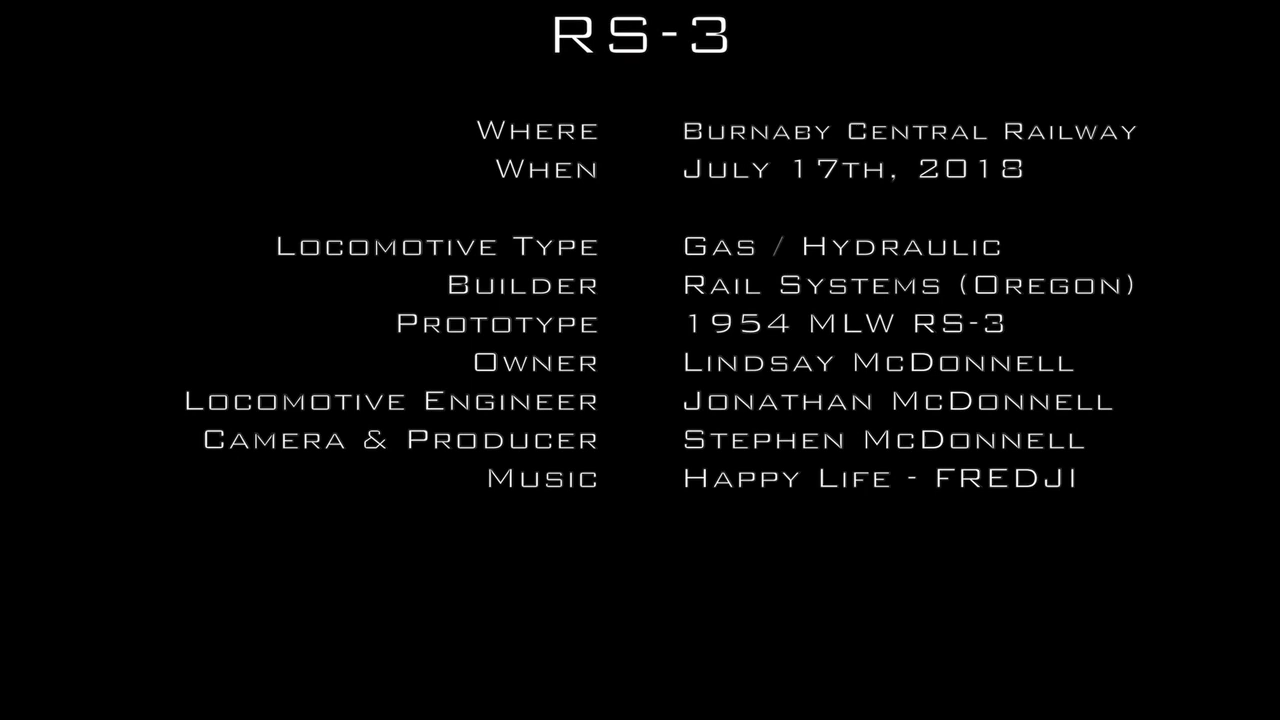 RS-3
Where Burnaby Central Railway
When July 17th, 2018
Locomotive Type Gas / Hydraulic
Builder Rail Systems (Oregon)
Prototype 1954 MLW RS-3
Owner Lindsay McDonnell
Locomotive Engineer Jonathan McDonnell
Camera & Producer Stephen McDonnell
Music Happy Life - FREDJI